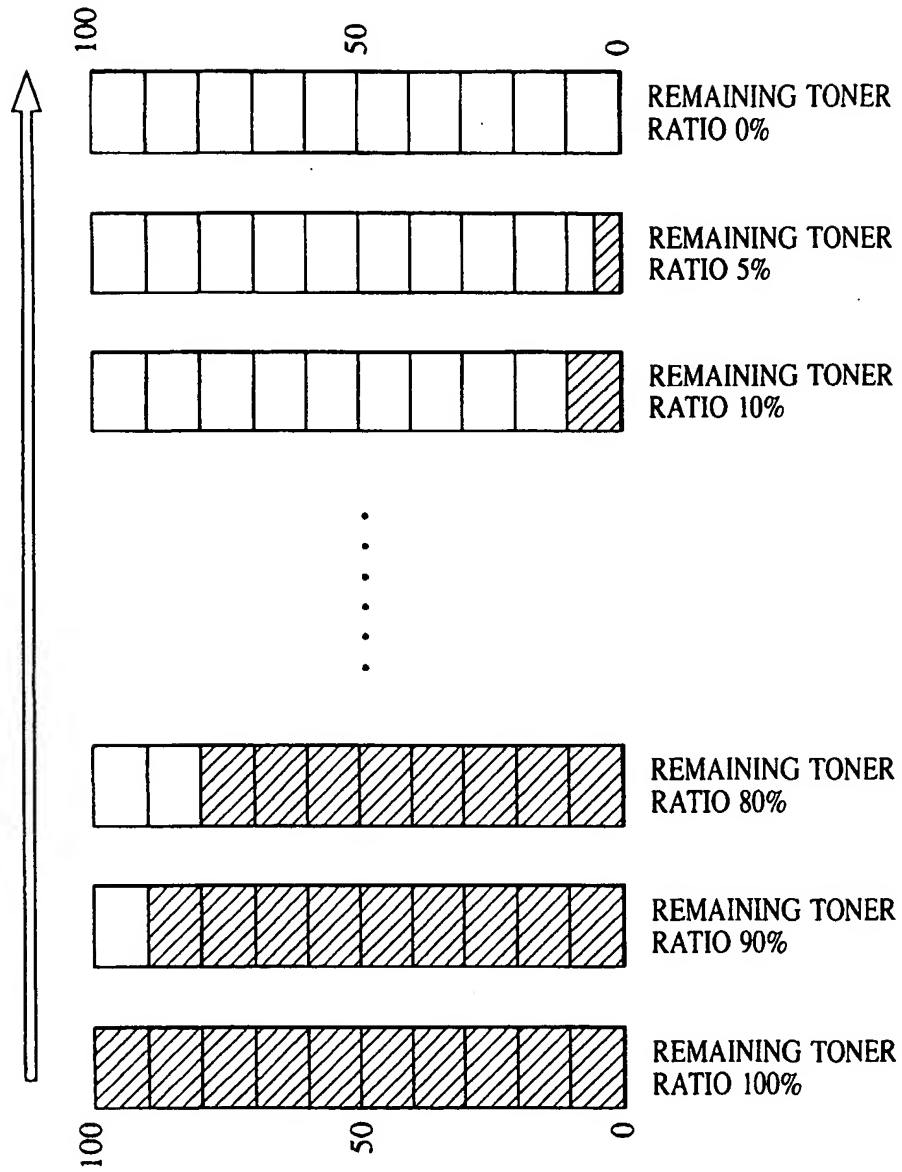 100
50
0
REMAINING TONER
RATIO 0%
REMAINING TONER
RATIO 5%
REMAINING TONER
RATIO 10%
REMAINING TONER
RATIO 80%
REMAINING TONER
RATIO 90%
REMAINING TONER
RATIO 100%
100
50
0